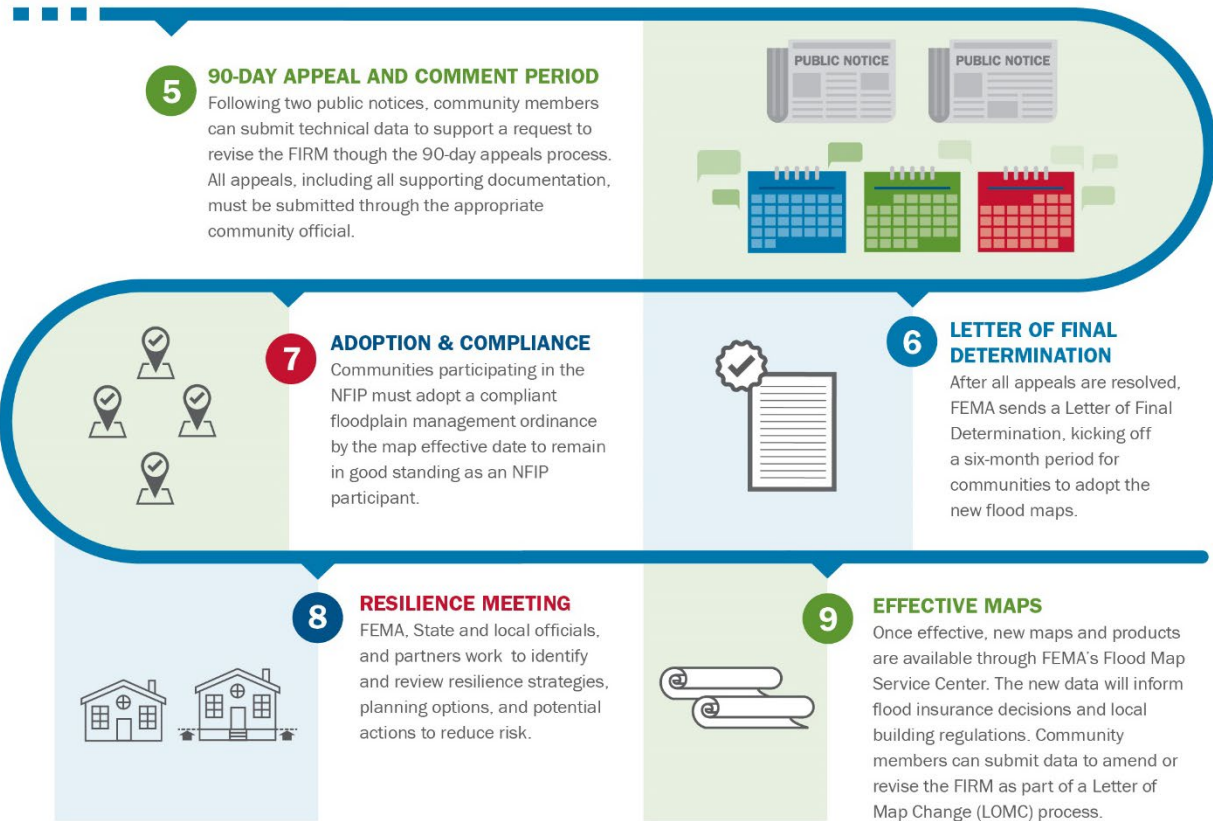 5
90-DAY APPEAL AND COMMENT PERIOD
Following two public notices, community members
can submit technical data to support a request to
revise the FIRM though the 90-day appeals process.
All appeals, including all supporting documentation,
must be submitted through the appropriate
community official.
PUBLIC NOTICE
PUBLIC NOTICE
6
LETTER OF FINAL
DETERMINATION
After all appeals are resolved,
FEMA sends a Letter of Final
Determination, kicking off
a six-month period for
communities to adopt the
new flood maps.
7
ADOPTION & COMPLIANCE
Communities participating in the
NFIP must adopt a compliant
floodplain management ordinance
by the map effective date to remain
in good standing as an NFIP
participant.
8
RESILIENCE MEETING
FEMA, State and local officials,
and partners work to identify
and review resilience strategies,
planning options, and potential
actions to reduce risk.
9
EFFECTIVE MAPS
Once effective, new maps and products
are available through FEMA's Flood Map
Service Center. The new data will inform
flood insurance decisions and local
building regulations. Community
members can submit data to amend or
revise the FIRM as part of a Letter of
Map Change (LOMC) process.